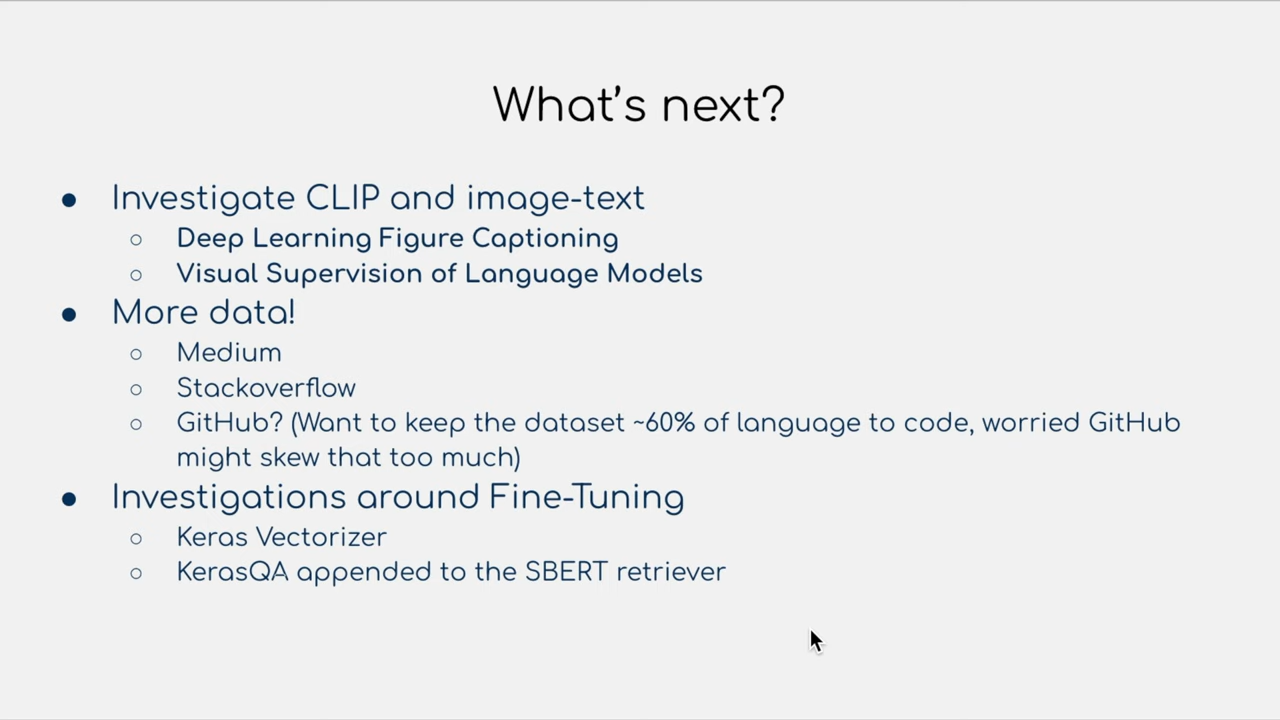 What's next?
● Investigate CLIP and image-text
○ Deep Learning Figure Captioning
○ Visual Supervision of Language Models
● More data!
○ Medium
○ Stackoverflow
○ GitHub? (Want to keep the dataset ~60% of language to code, worried GitHub
might skew that too much)
● Investigations around Fine-Tuning
○ Keras Vectorizer
○ KerasQA appended to the SBERT retriever